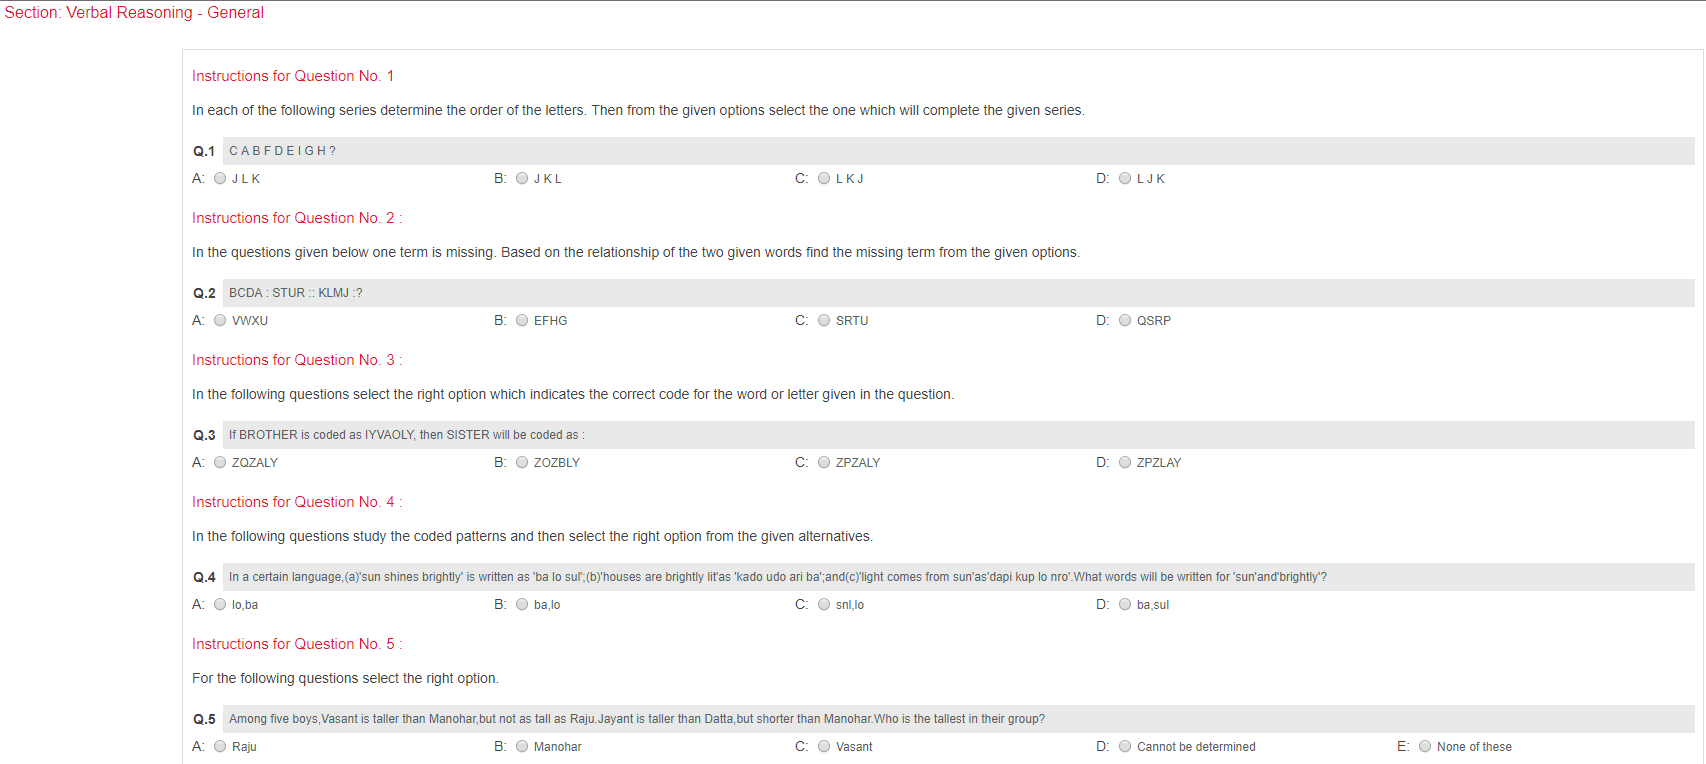 Section: Verbal Reasoning - General
Instructions for Question No. 1
In each of the following series determine the order of the letters. Then from the given options select the one which will complete the given series.
Q.1 C A B F D E I G H ?
A: J L K B: J K L C: L K J D: L J K
Instructions for Question No. 2 :
In the questions given below one term is missing. Based on the relationship of the two given words find the missing term from the given options.
Q.2 BCDA : STUR :: KLMJ :?
A: VWXU B: EFHG C: SRTU D: QSRP
Instructions for Question No. 3 :
In the following questions select the right option which indicates the correct code for the word or letter given in the question.
Q.3 If BROTHER is coded as IYVAOLY, then SISTER will be coded as :
A: ZQZALY B: ZOZBLY C: ZPZALY D: ZPZLAY
Instructions for Question No. 4 :
In the following questions study the coded patterns and then select the right option from the given alternatives.
Q.4 In a certain language,(a)'sun shines brightly' is written as 'ba lo sul';(b)'houses are brightly lit'as 'kado udo ari ba';and(c)'light comes from sun'as'dapi kup lo nro'.What words will be written for 'sun'and'brightly'?
A: lo,ba B: ba,lo C: snl,lo D: ba,sul
Instructions for Question No. 5 :
For the following questions select the right option.
Q.5 Among five boys,Vasant is taller than Manohar,but not as tall as Raju.Jayant is taller than Datta,but shorter than Manohar.Who is the tallest in their group?
A: Raju B: Manohar C: Vasant D: Cannot be determined E: None of these